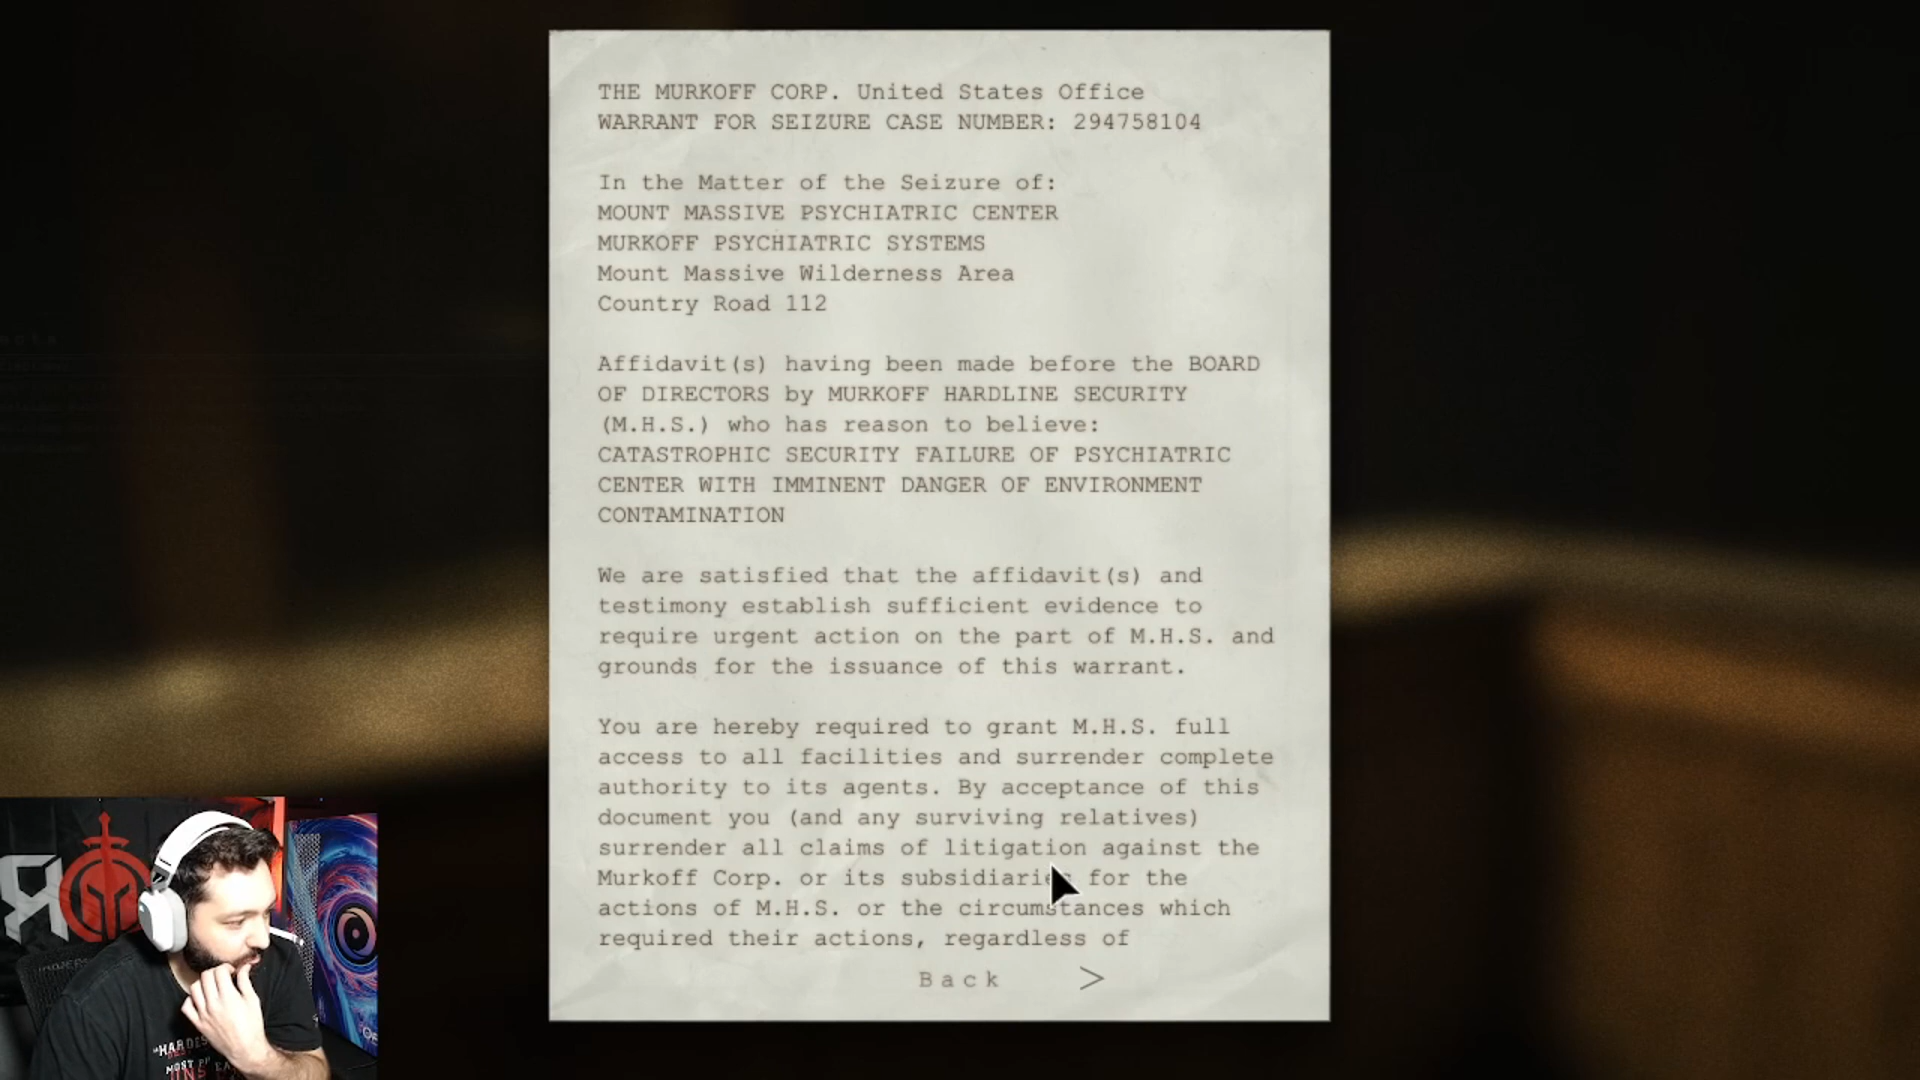 THE MURKOFF CORP. United States Office
WARRANT FOR SEIZURE CASE NUMBER: 294758104
In the Matter of the Seizure of:
MOUNT MASSIVE PSYCHIATRIC CENTER
MURKOFF PSYCHIATRIC SYSTEMS
Mount Massive Wilderness Area
Country Road 112
Affidavit(s) having been made before the BOARD
OF DIRECTORS by MURKOFF HARDLINE SECURITY
(M.H.S.) who has reason to believe:
CATASTROPHIC SECURITY FAILURE OF PSYCHIATRIC
CENTER WITH IMMINENT DANGER OF ENVIRONMENT
CONTAMINATION
We are satisfied that the affidavit(s) and
testimony establish sufficient evidence to
require urgent action on the part of M.H.S. and
grounds for the issuance of this warrant.
You are hereby required to grant M.H.S. full
access to all facilities and surrender complete
authority to its agents. By acceptance of this
document you (and any surviving relatives)
surrender all claims of litigation against the
Murkoff Corp. or its subsidiaries for the
actions of M.H.S. or the circumstances which
required their actions, regardless of
Back >
"HARDES
MOST